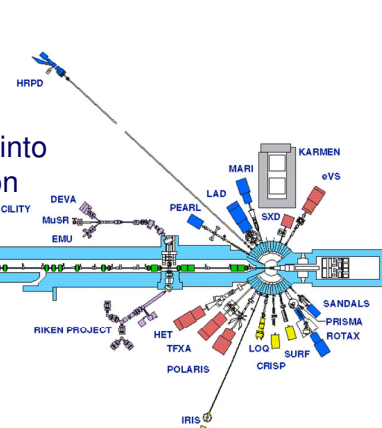 HRPD
into
on
CILITY
KARMEN
MARI
eVS
LAD
DEVA
PEARL
SXD
MuSR
EMU
SANDALS
PRISMA
RIKEN PROJECT
HET
ROTAX
TFXA
LOQ
SURF
POLARIS
CRISP
IRIS